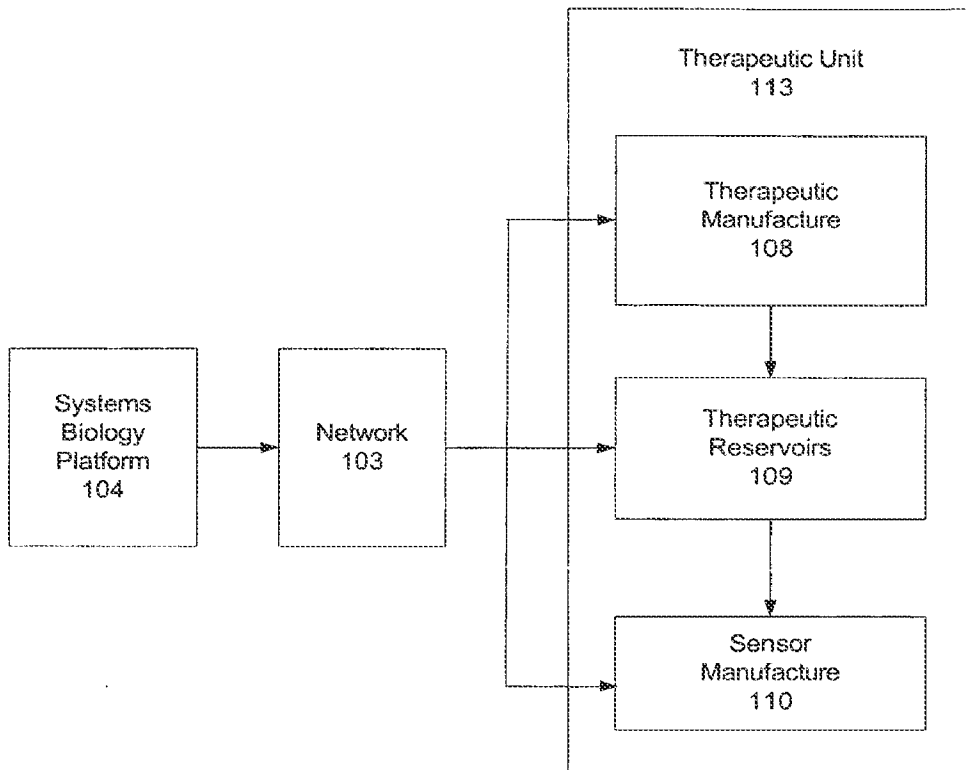 Therapeutic Unit
113
Therapeutic
Manufacture
108
Systems
Biology
Platform
104
Network
103
Therapeutic
Reservoirs
109
Sensor
Manufacture
110